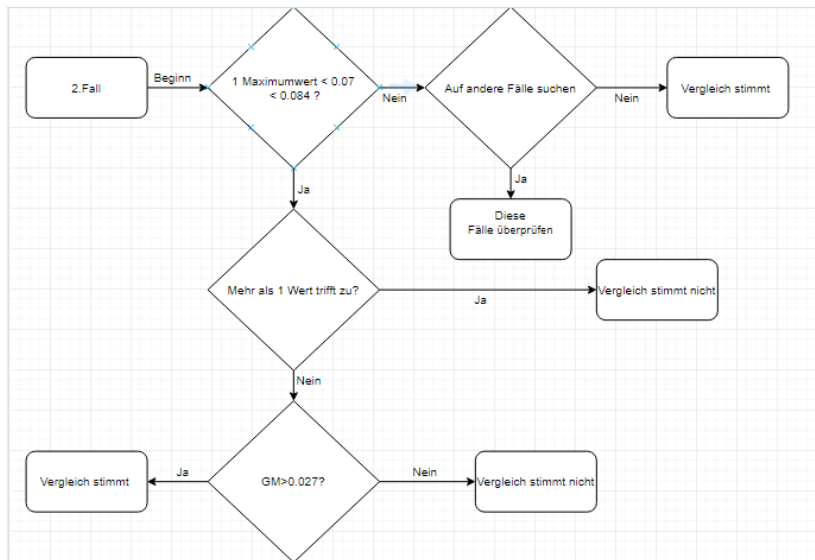 2.Fall
Beginn
1 Maximumwert < 0.07
< 0.084 ?
Nein
Auf andere Fälle suchen
Nein
Vergleich stimmt
Ja
Ja
Diese
Fälle überprüfen
Mehr als 1 Wert trifft zu?
Ja
Vergleich stimmt nicht
Nein
Vergleich stimmt
Ja
GM>0.027?
Nein
Vergleich stimmt nicht